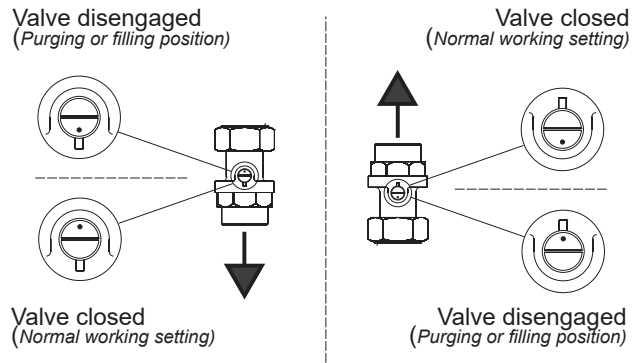 Valve disengaged
(Purging or filling position)
Valve closed
(Normal working setting)
Valve closed
(Normal working setting)
Valve disengaged
(Purging or filling position)